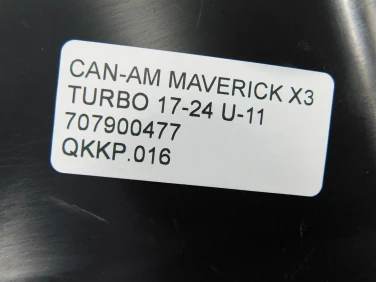 CAN-AM MAVERICK X3
TURBO 17-24 U-11
707900477
QKKP.016